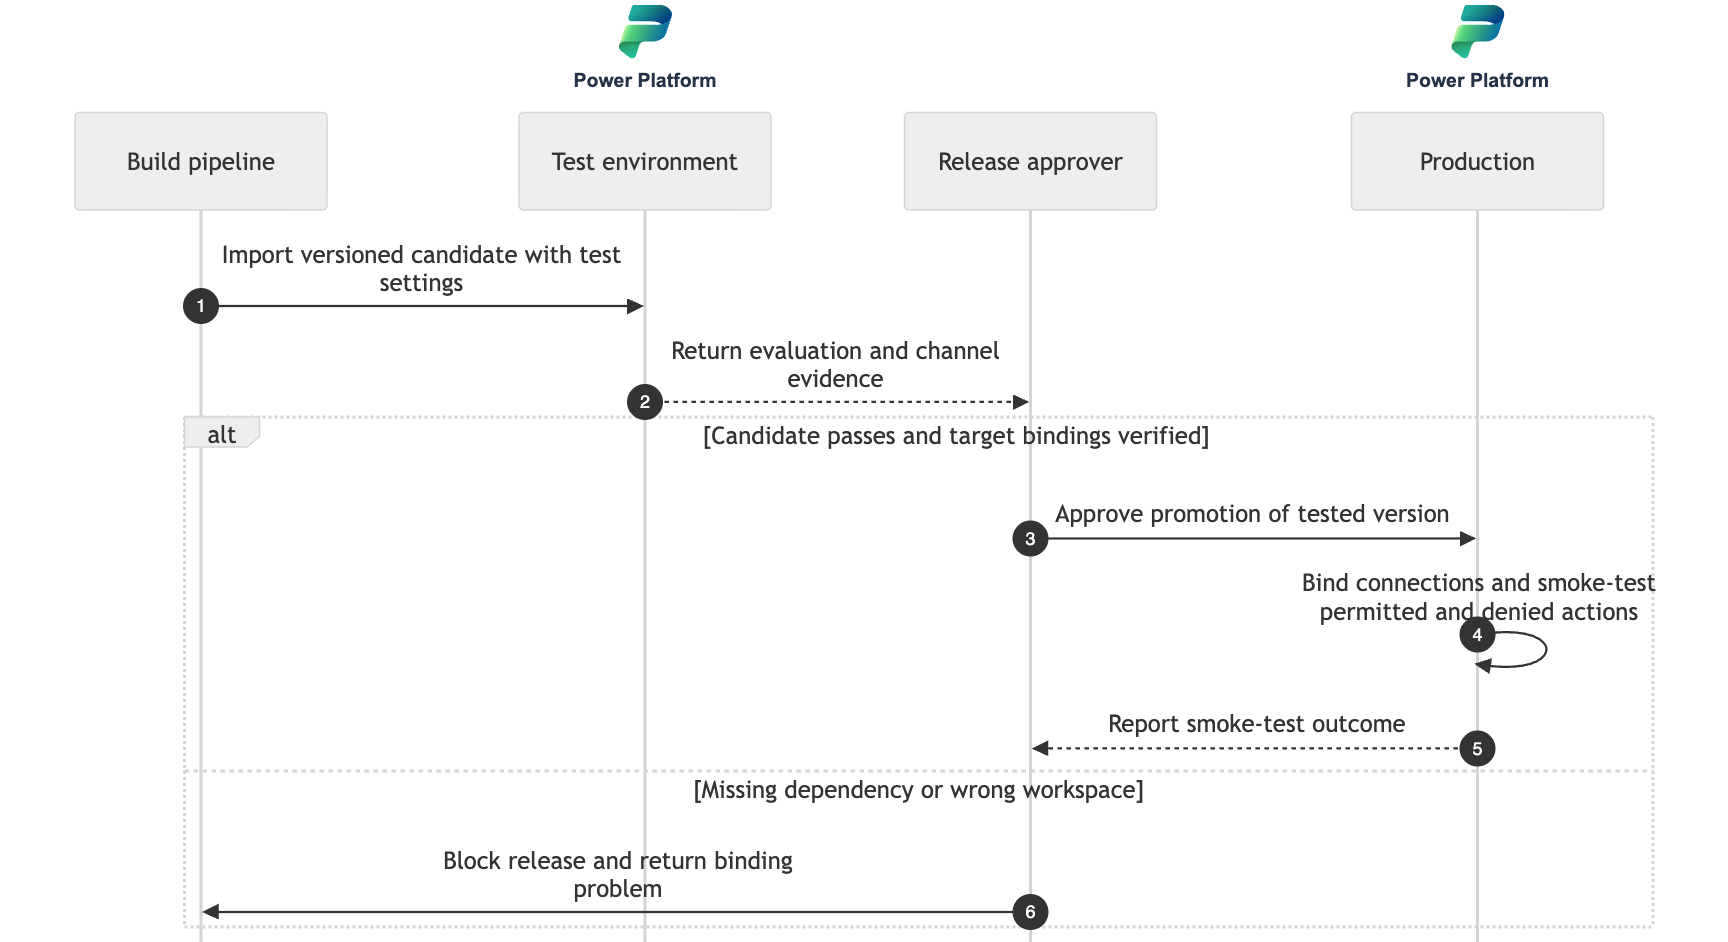 Power Platform
Power Platform
Build pipeline
Test environment
Release approver
Production
Import versioned candidate with test
settings
1
Return evaluation and channel
evidence
2
alt
[Candidate passes and target bindings verified]
Approve promotion of tested version
3
Bind connections and smoke-test
permitted and denied actions
4
Report smoke-test outcome
5
[Missing dependency or wrong workspace]
Block release and return binding
problem
6